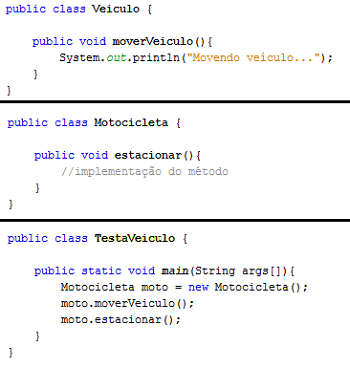 public class Veiculo {
public void moverVeiculo(){
System.out.println("Movendo veículo...");
}
}
public class Motocicleta {
public void estacionar(){
//implementação do método
}
}
public class TestaVeiculo {
public static void main(String args[]){
Motocicleta moto = new Motocicleta();
moto.moverVeiculo();
moto.estacionar();
}
}